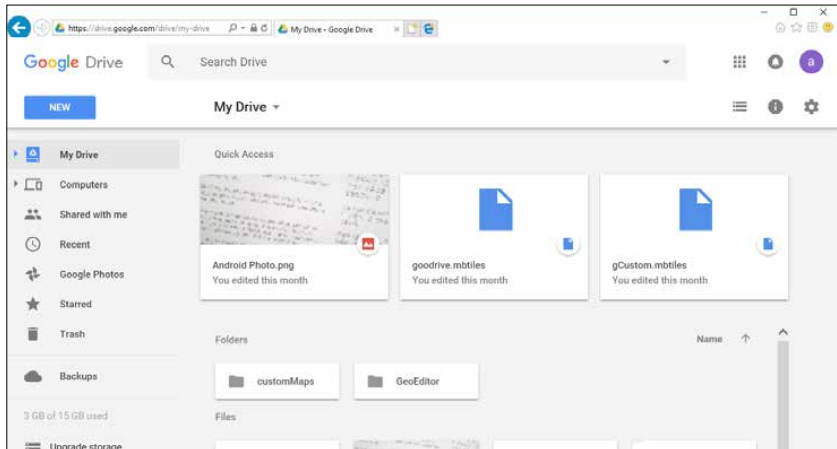 https://drive.google.com/drive/my-drive
My Drive - Google Drive
Google Drive
Search Drive
a
NEW
My Drive
My Drive
Computers
Shared with me
Recent
Google Photos
Starred
Trash
Backups
3 GB of 15 GB used
Upgrade storage
Quick Access
Android Photo.png
You edited this month
goodrive.mbtiles
You edited this month
gCustom.mbtiles
You edited this month
Folders
Name
customMaps
GeoEditor
Files